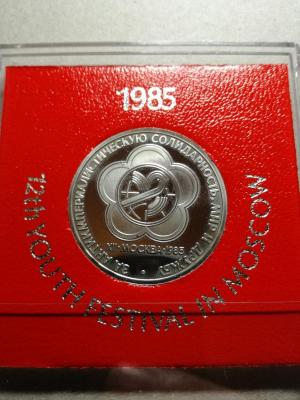 1985
ЗА АНТИИМПЕРИАЛИСТИЧЕСКУЮ СОЛИДАРНОСТЬ, МИР И ДРУЖБУ
XII•МОСКВА•1985
12th YOUTH FESTIVAL IN MOSCOW